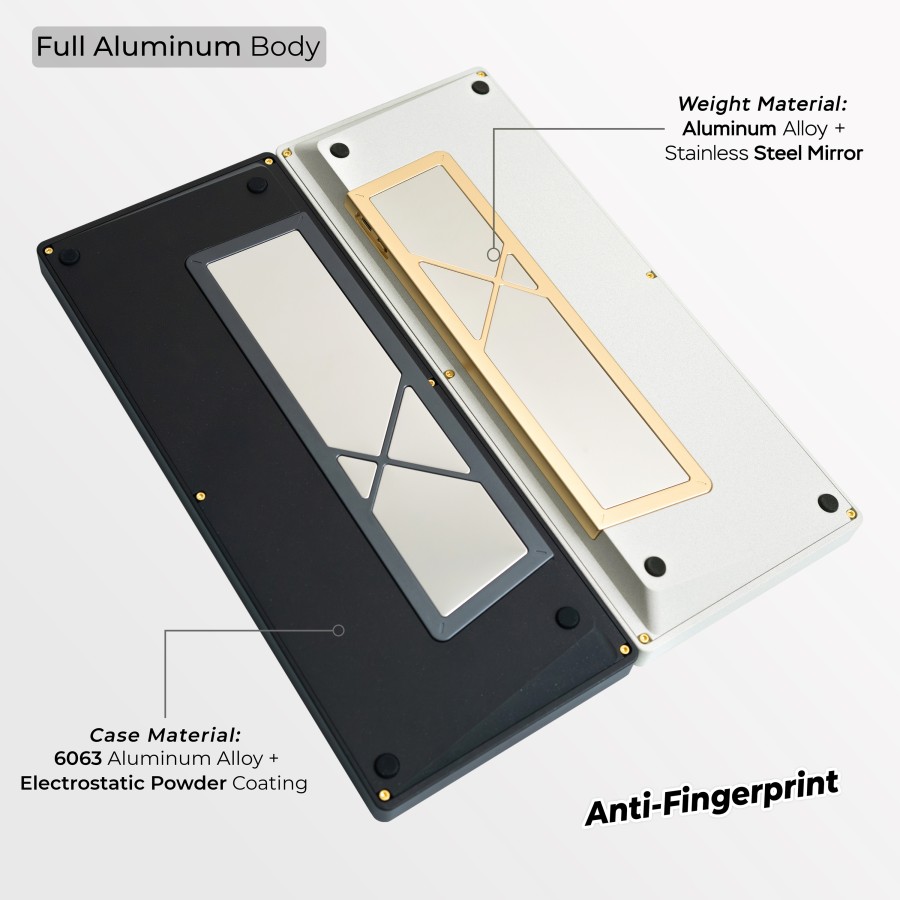 Full Aluminum Body
Weight Material:
Aluminum Alloy +
Stainless Steel Mirror
Case Material:
6063 Aluminum Alloy +
Electrostatic Powder Coating
Anti-Fingerprint